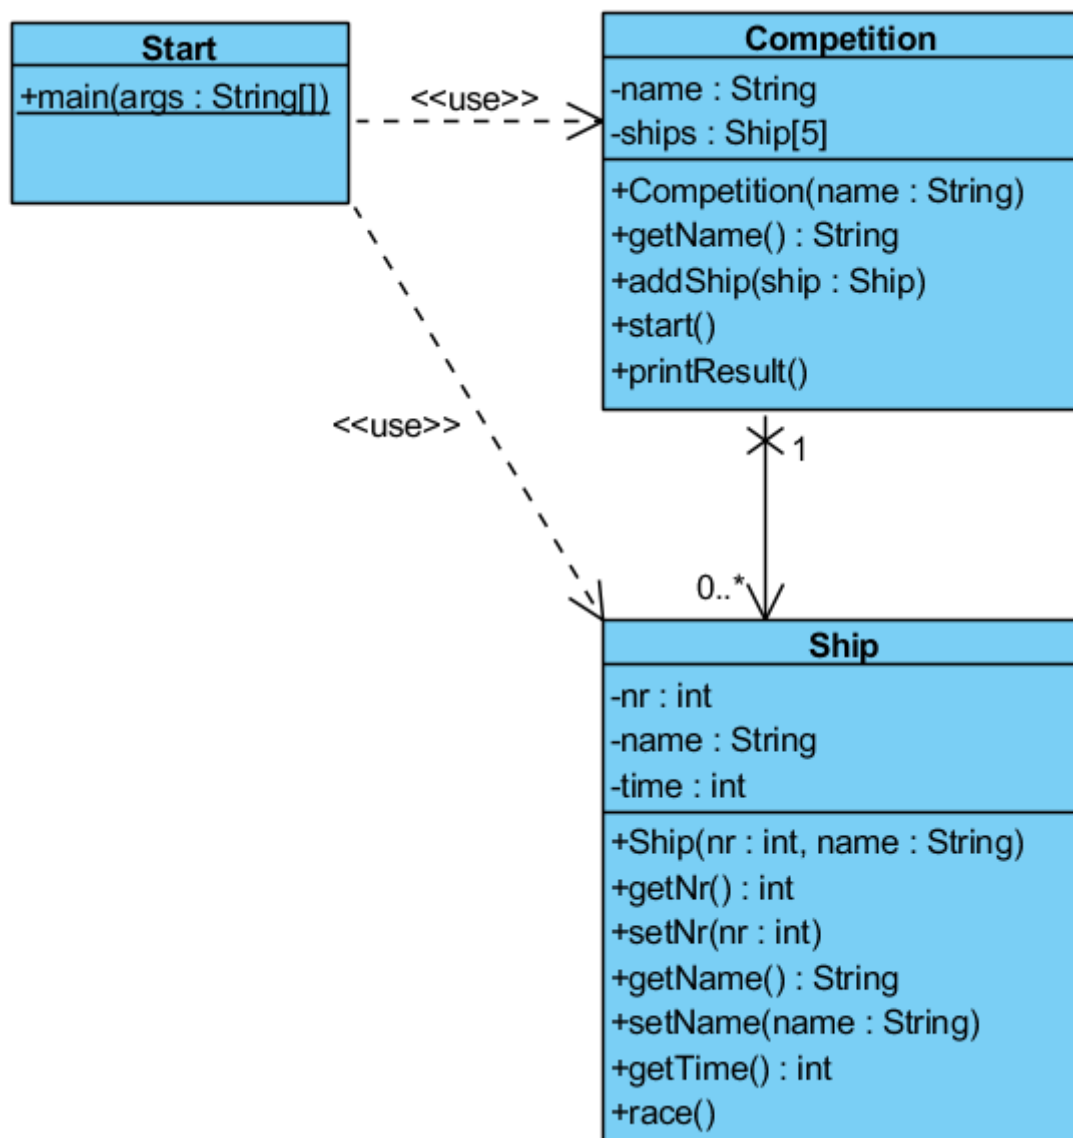 Start
+main(args : String[])
<<use>>
Competition
-name : String
-ships : Ship[5]
+Competition(name : String)
+getName() : String
+addShip(ship : Ship)
+start()
+printResult()
<<use>>
1
0..*
Ship
-nr : int
-name : String
-time : int
+Ship(nr : int, name : String)
+getNr() : int
+setNr(nr : int)
+getName() : String
+setName(name : String)
+getTime() : int
+race()